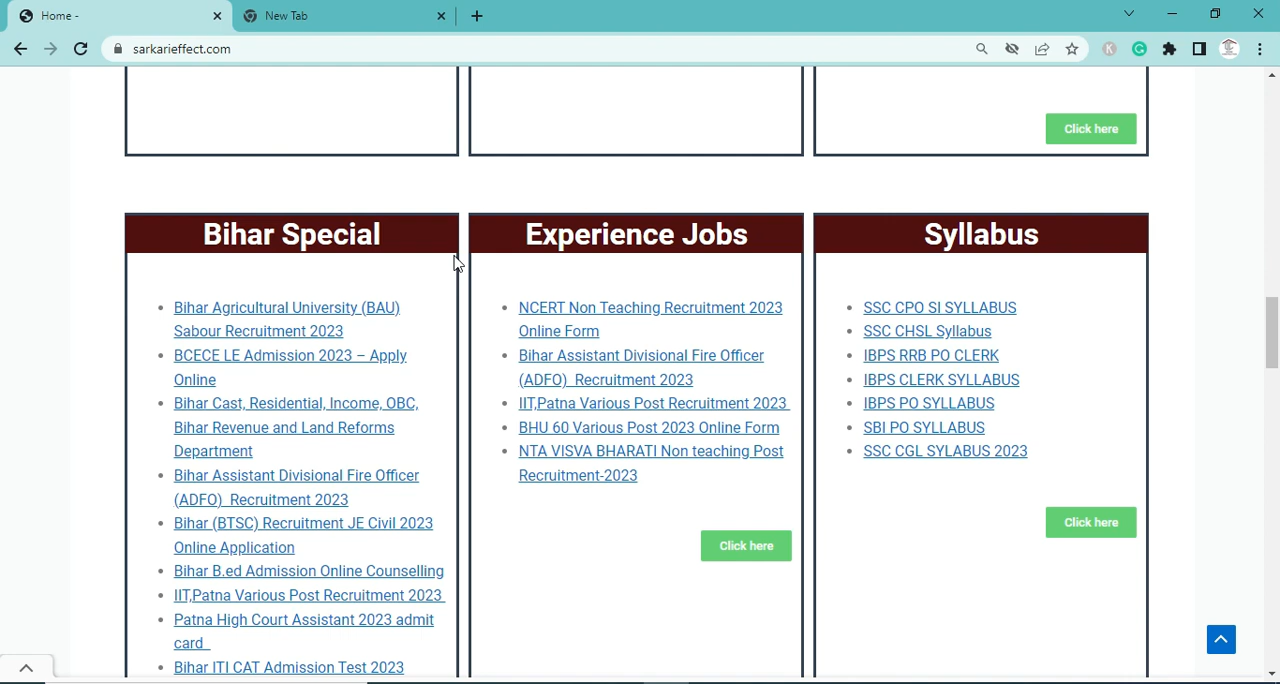 Home -
New Tab
sarkarieffect.com
Click here
Bihar Special
Bihar Agricultural University (BAU)
Sabour Recruitment 2023
BCECE LE Admission 2023 – Apply
Online
Bihar Cast, Residential, Income, OBC,
Bihar Revenue and Land Reforms
Department
Bihar Assistant Divisional Fire Officer
(ADFO)  Recruitment 2023
Bihar (BTSC) Recruitment JE Civil 2023
Online Application
Bihar B.ed Admission Online Counselling
IIT,Patna Various Post Recruitment 2023
Patna High Court Assistant 2023 admit
card
Bihar ITI CAT Admission Test 2023
Experience Jobs
NCERT Non Teaching Recruitment 2023
Online Form
Bihar Assistant Divisional Fire Officer
(ADFO)  Recruitment 2023
IIT,Patna Various Post Recruitment 2023
BHU 60 Various Post 2023 Online Form
NTA VISVA BHARATI Non teaching Post
Recruitment-2023
Click here
Syllabus
SSC CPO SI SYLLABUS
SSC CHSL Syllabus
IBPS RRB PO CLERK
IBPS CLERK SYLLABUS
IBPS PO SYLLABUS
SBI PO SYLLABUS
SSC CGL SYLABUS 2023
Click here